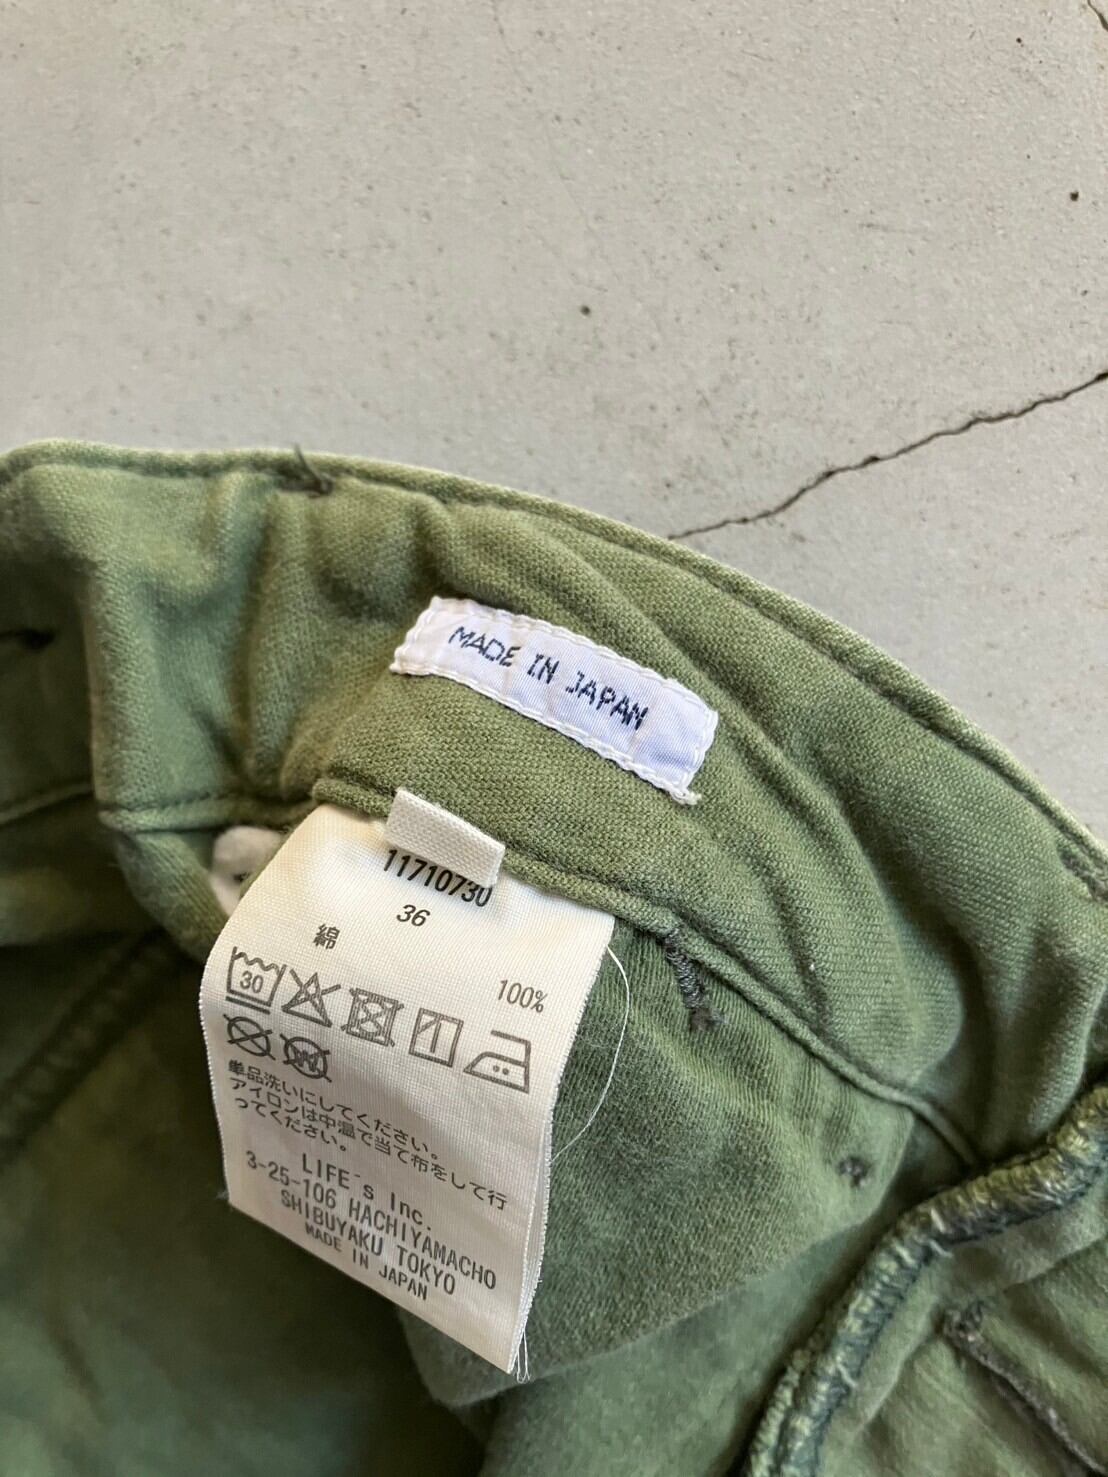 MADE IN JAPAN
11710730
36
綿
100%
30
単品洗いにしてください。
アイロンは中温で当て布をして行
ってください。
LIFE's Inc.
3-25-106 HACHIYAMACHO
SHIBUYAKU TOKYO
MADE IN JAPAN